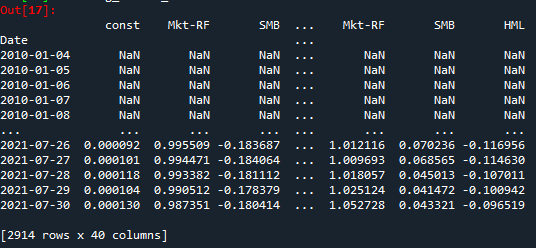 Out[17]:
const Mkt-RF SMB ... Mkt-RF SMB HML
Date ...
2010-01-04 NaN NaN NaN ... NaN NaN NaN
2010-01-05 NaN NaN NaN ... NaN NaN NaN
2010-01-06 NaN NaN NaN ... NaN NaN NaN
2010-01-07 NaN NaN NaN ... NaN NaN NaN
2010-01-08 NaN NaN NaN ... NaN NaN NaN
... ... ... ... ... ... ... ...
2021-07-26 0.000092 0.995509 -0.183687 ... 1.012116 0.070236 -0.116956
2021-07-27 0.000101 0.994471 -0.184064 ... 1.009693 0.068565 -0.114630
2021-07-28 0.000118 0.993382 -0.181112 ... 1.018057 0.045013 -0.107011
2021-07-29 0.000104 0.990512 -0.178379 ... 1.025124 0.041472 -0.100942
2021-07-30 0.000130 0.987351 -0.180414 ... 1.052728 0.043321 -0.096519
[2914 rows x 40 columns]